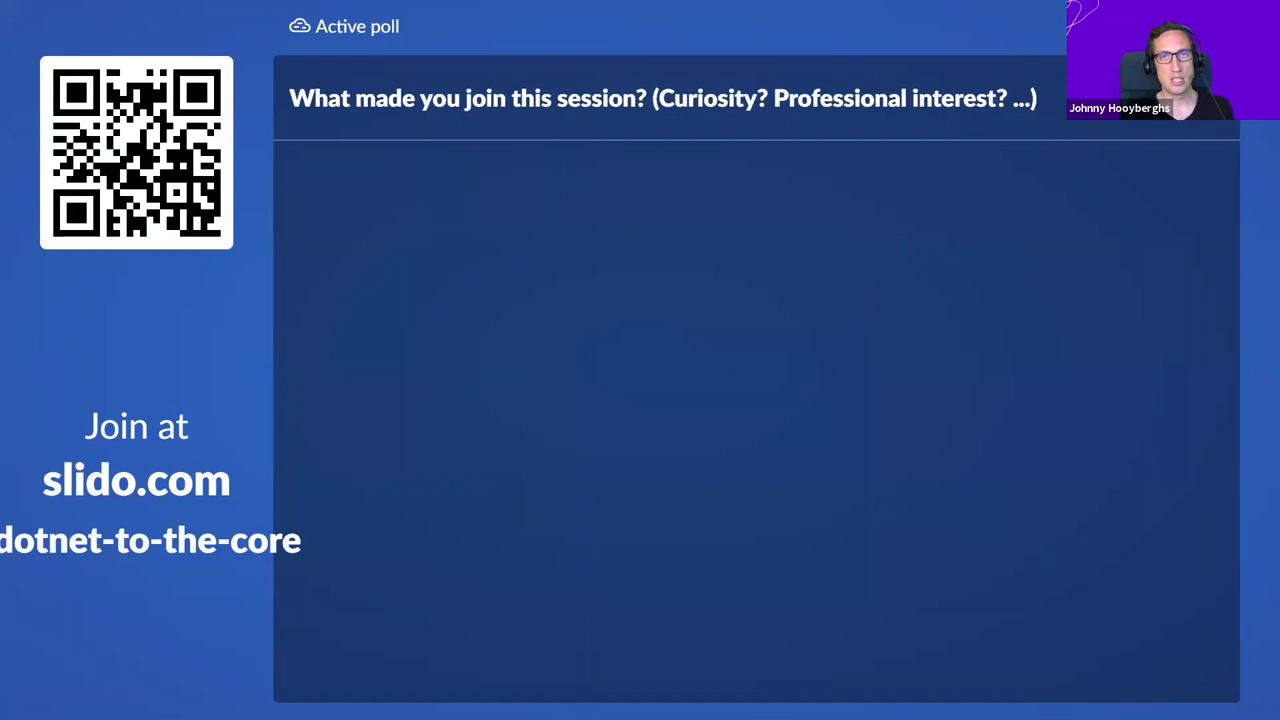 Active poll
What made you join this session? (Curiosity? Professional interest? ...)
Johnny Hooyberghs
Join at
slido.com
dotnet-to-the-core